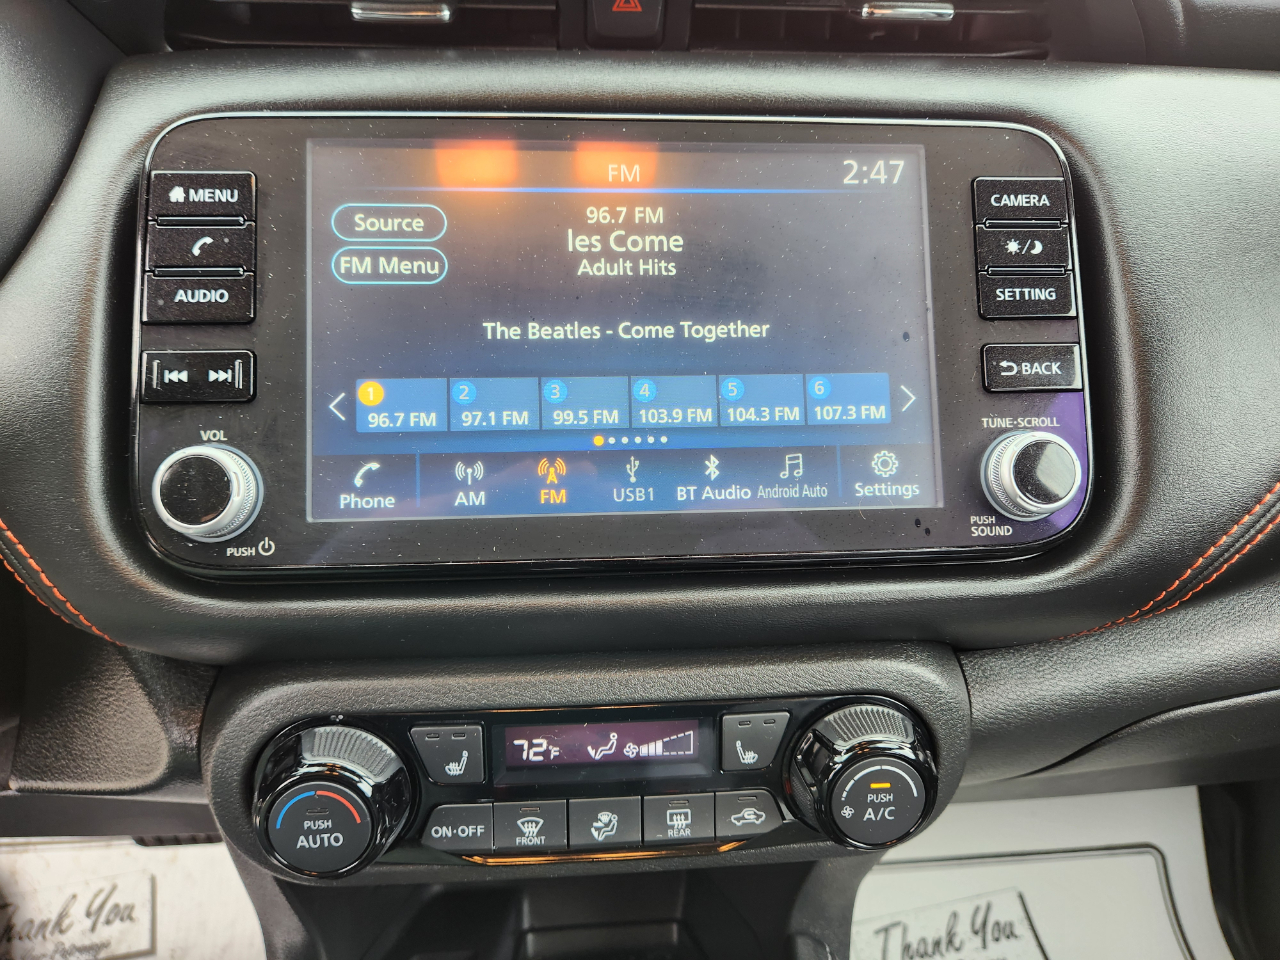 FM
2:47
MENU
AUDIO
VOL
PUSH
Source
FM Menu
96.7 FM
les Come
Adult Hits
The Beatles - Come Together
1
96.7 FM
2
97.1 FM
3
99.5 FM
4
103.9 FM
5
104.3 FM
6
107.3 FM
Phone
AM
FM
USB1
BT Audio
Android Auto
Settings
CAMERA
SETTING
BACK
TUNE·SCROLL
PUSH
SOUND
72°F
PUSH
AUTO
ON·OFF
FRONT
REAR
PUSH
A/C
Thank You
Thank You